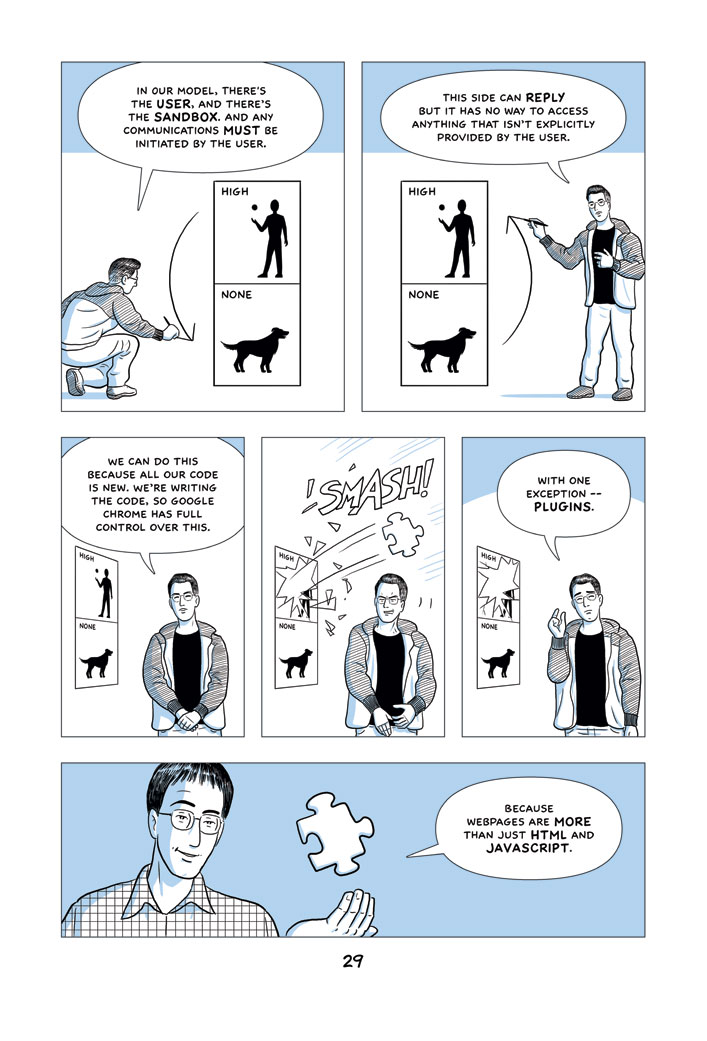 IN OUR MODEL, THERE'S
THE USER, AND THERE'S
THE SANDBOX. AND ANY
COMMUNICATIONS MUST BE
INITIATED BY THE USER.
HIGH
NONE
THIS SIDE CAN REPLY
BUT IT HAS NO WAY TO ACCESS
ANYTHING THAT ISN'T EXPLICITLY
PROVIDED BY THE USER.
HIGH
NONE
WE CAN DO THIS
BECAUSE ALL OUR CODE
IS NEW. WE'RE WRITING
THE CODE, SO GOOGLE
CHROME HAS FULL
CONTROL OVER THIS.
HIGH
NONE
SMASH!
HIGH
NONE
WITH ONE
EXCEPTION --
PLUGINS.
HIGH
NONE
BECAUSE
WEBPAGES ARE MORE
THAN JUST HTML AND
JAVASCRIPT.
29